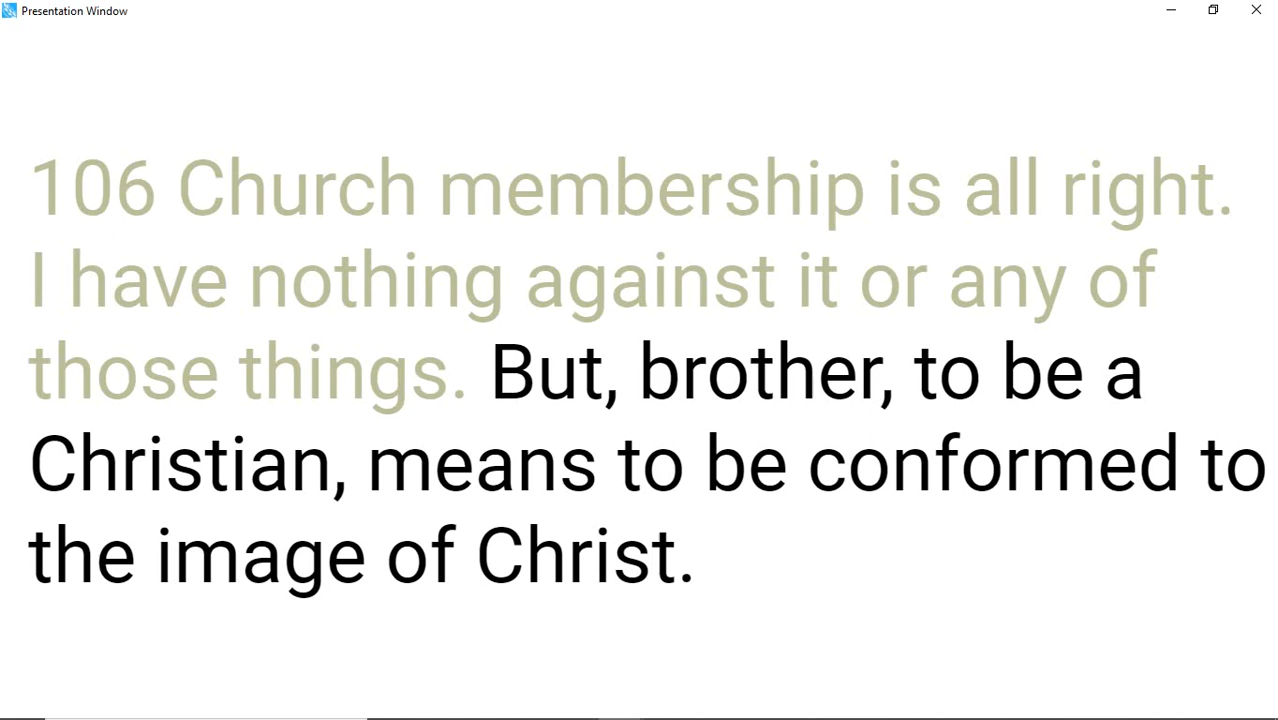 Presentation Window
106 Church membership is all right.
I have nothing against it or any of
those things. But, brother, to be a
Christian, means to be conformed to
the image of Christ.